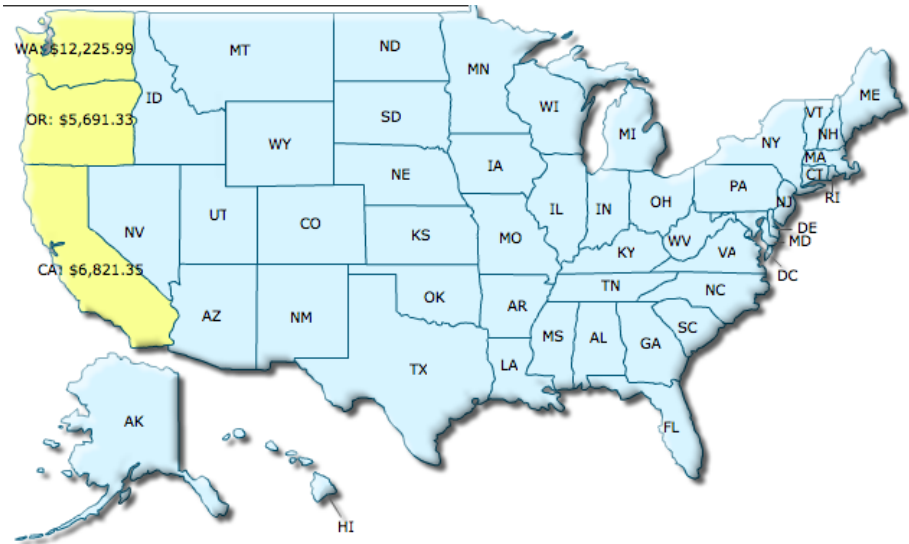 WA: $12,225.99
MT
ND
MN
ID
OR: $5,691.33
SD
WI
MI
ME
VT
NH
NY
MA
CT
RI
WY
NE
IA
PA
NJ
NV
UT
CO
KS
MO
IL
IN
OH
WV
VA
DE
MD
DC
KY
CA: $6,821.35
AZ
NM
OK
AR
TN
NC
SC
MS
AL
GA
TX
LA
FL
AK
HI